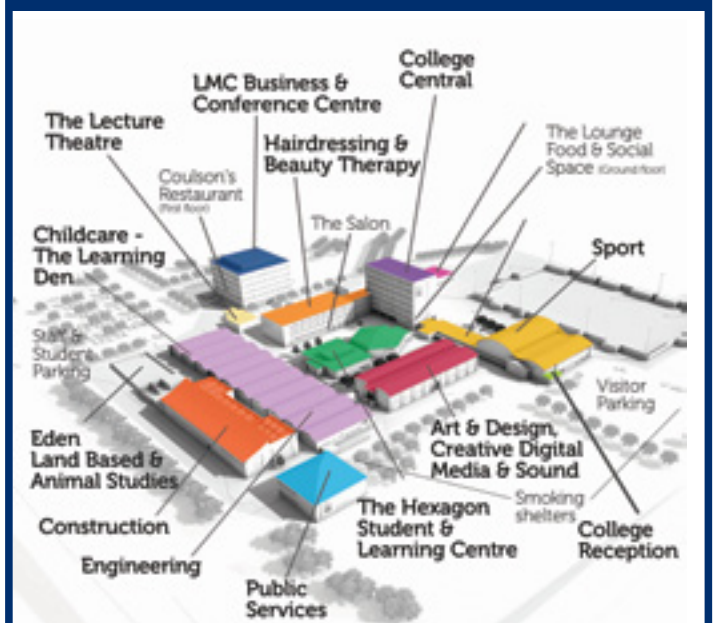 College
Central
LMC Business &
Conference Centre
The Lecture
Theatre
Hairdressing &
Beauty Therapy
The Lounge
Food & Social
Space (Ground floor)
Coulson's
Restaurant
(First floor)
The Salon
Childcare -
The Learning
Den
Sport
Staff &
Student
Parking
Visitor
Parking
Eden
Land Based &
Animal Studies
Art & Design,
Creative Digital
Media & Sound
Smoking
shelters
Construction
The Hexagon
Student &
Learning Centre
College
Reception
Engineering
Public
Services